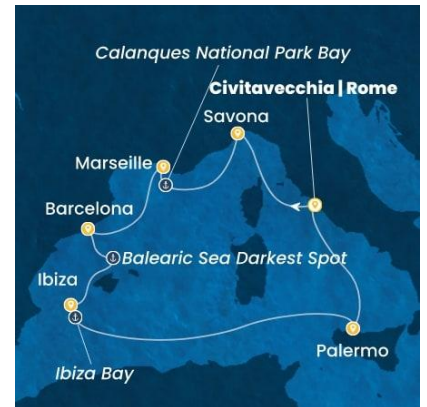 Calanques National Park Bay
Civitavecchia | Rome
Savona
Marseille
Barcelona
Balearic Sea Darkest Spot
Ibiza
Palermo
Ibiza Bay